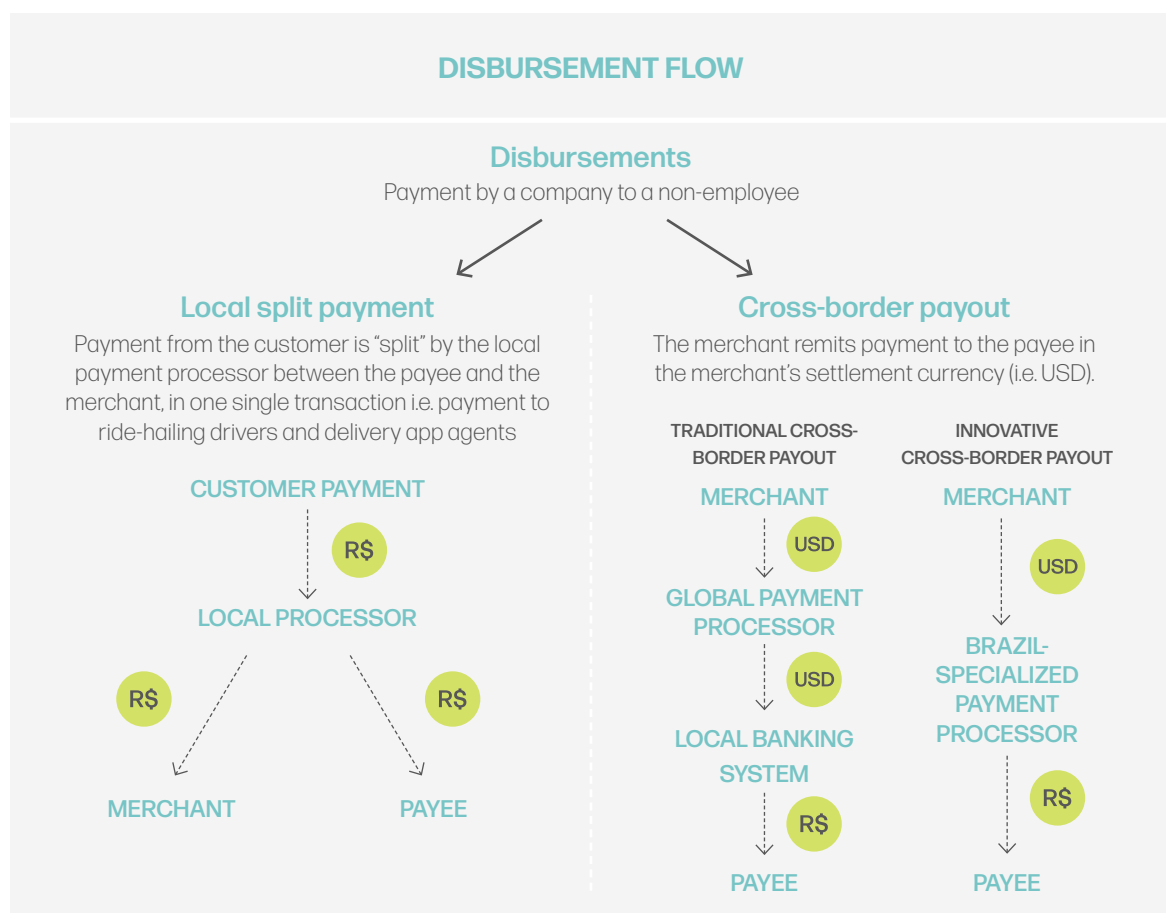 DISBURSEMENT FLOW
Disbursements
Payment by a company to a non-employee
Local split payment
Payment from the customer is “split” by the local
payment processor between the payee and the
merchant, in one single transaction i.e. payment to
ride-hailing drivers and delivery app agents
CUSTOMER PAYMENT
R$
LOCAL PROCESSOR
R$
R$
MERCHANT
PAYEE
Cross-border payout
The merchant remits payment to the payee in
the merchant’s settlement currency (i.e. USD).
TRADITIONAL CROSS-
BORDER PAYOUT
MERCHANT
USD
GLOBAL PAYMENT
PROCESSOR
USD
LOCAL BANKING
SYSTEM
R$
PAYEE
INNOVATIVE
CROSS-BORDER PAYOUT
MERCHANT
USD
BRAZIL-
SPECIALIZED
PAYMENT
PROCESSOR
R$
PAYEE